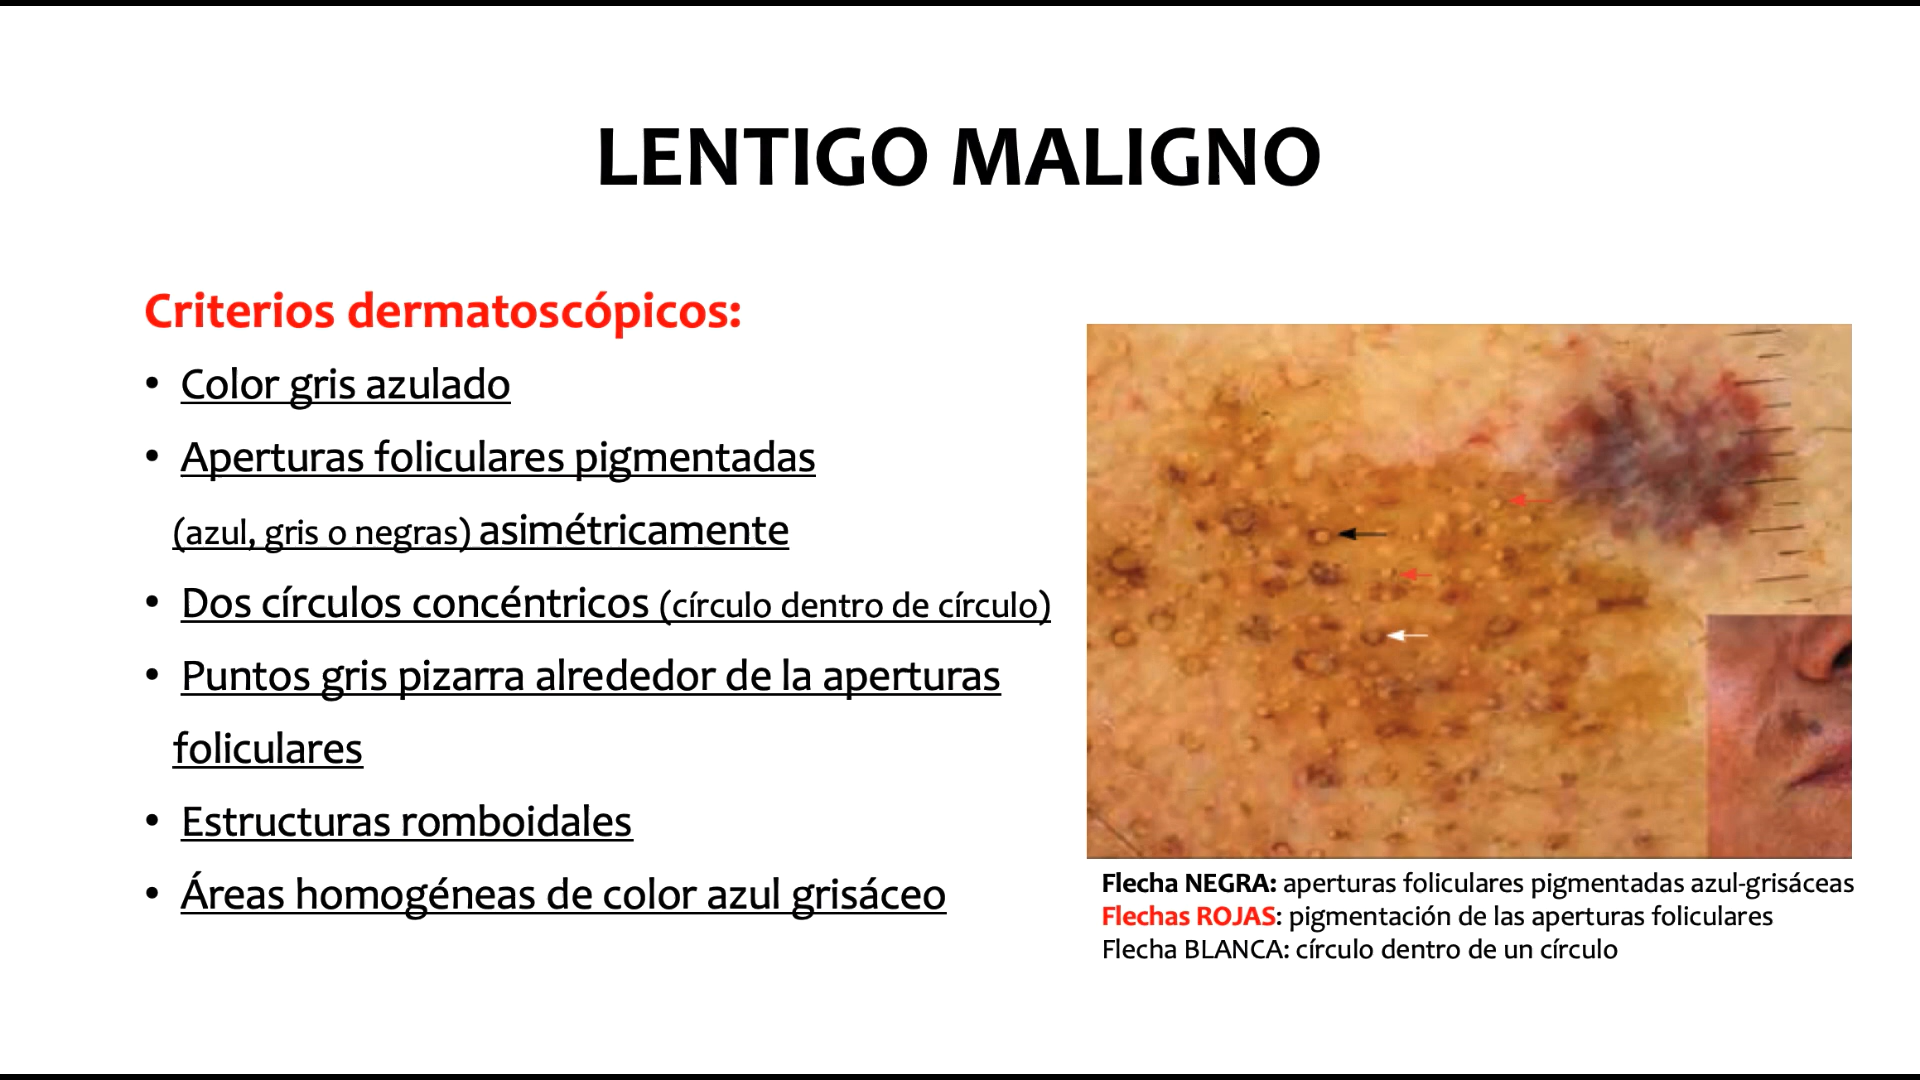 LENTIGO MALIGNO
Criterios dermatoscópicos:
• Color gris azulado
• Aperturas foliculares pigmentadas
(azul, gris o negras) asimétricamente
• Dos círculos concéntricos (círculo dentro de círculo)
• Puntos gris pizarra alrededor de la aperturas
foliculares
• Estructuras romboidales
• Áreas homogéneas de color azul grisáceo
Flecha NEGRA: aperturas foliculares pigmentadas azul-grisáceas
Flechas ROJAS: pigmentación de las aperturas foliculares
Flecha BLANCA: círculo dentro de un círculo